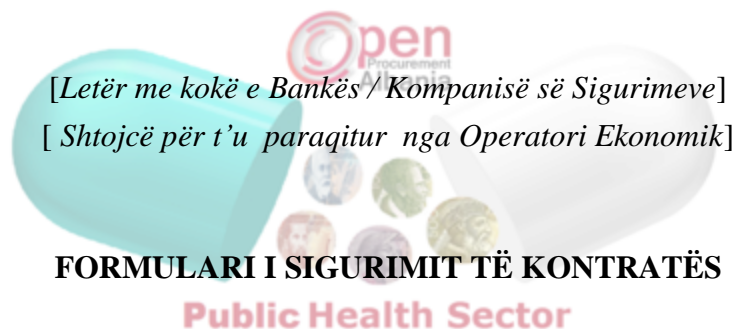 Open
Procurement
Albania
[Letër me kokë e Bankës / Kompanisë së Sigurimeve]
[ Shtojcë për t’u paraqitur nga Operatori Ekonomik]
FORMULARI I SIGURIMIT TË KONTRATËS
Public Health Sector